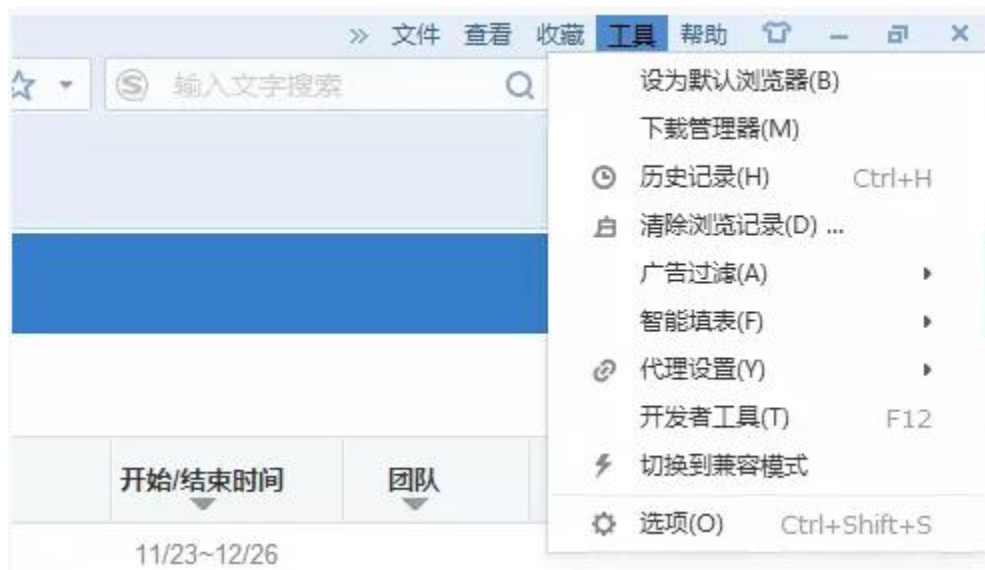 » 文件 查看 收藏 工具 帮助
输入文字搜索
设为默认浏览器(B)
下载管理器(M)
历史记录(H) Ctrl+H
清除浏览记录(D) ...
广告过滤(A)
智能填表(F)
代理设置(Y)
开发者工具(T) F12
切换到兼容模式
选项(O) Ctrl+Shift+S
开始/结束时间 团队
11/23~12/26